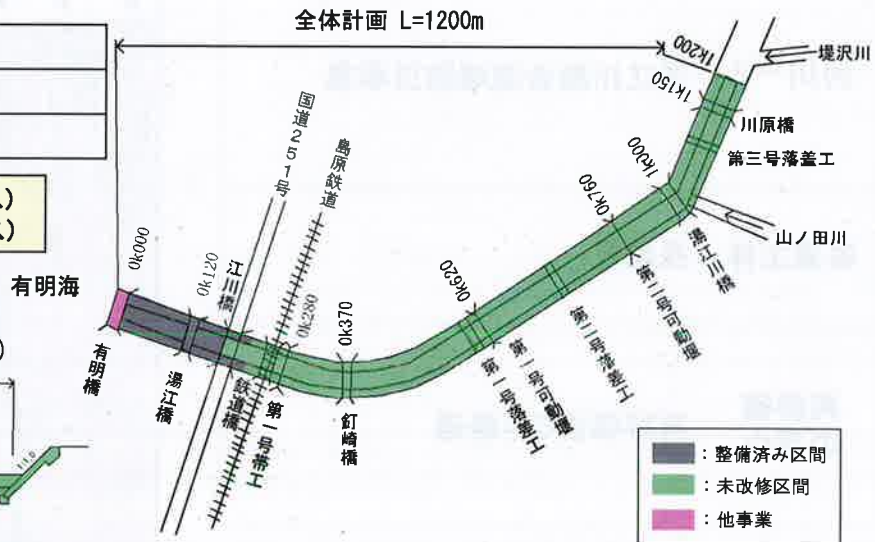 全体計画 L=1200m
1k200
堤沢川
1k150
川原橋
第三号落差工
1k000
山ノ田川
湯江川橋
0k760
第二号可動堰
第二号落差工
0k620
第一号可動堰
第一号落差工
国道251号
島原鉄道
0k370
釘崎橋
0k280
第一号帯工
鉄道橋
江川橋
0k120
湯江橋
0k000
有明橋
有明海
1:1.0
:整備済み区間
:未改修区間
:他事業